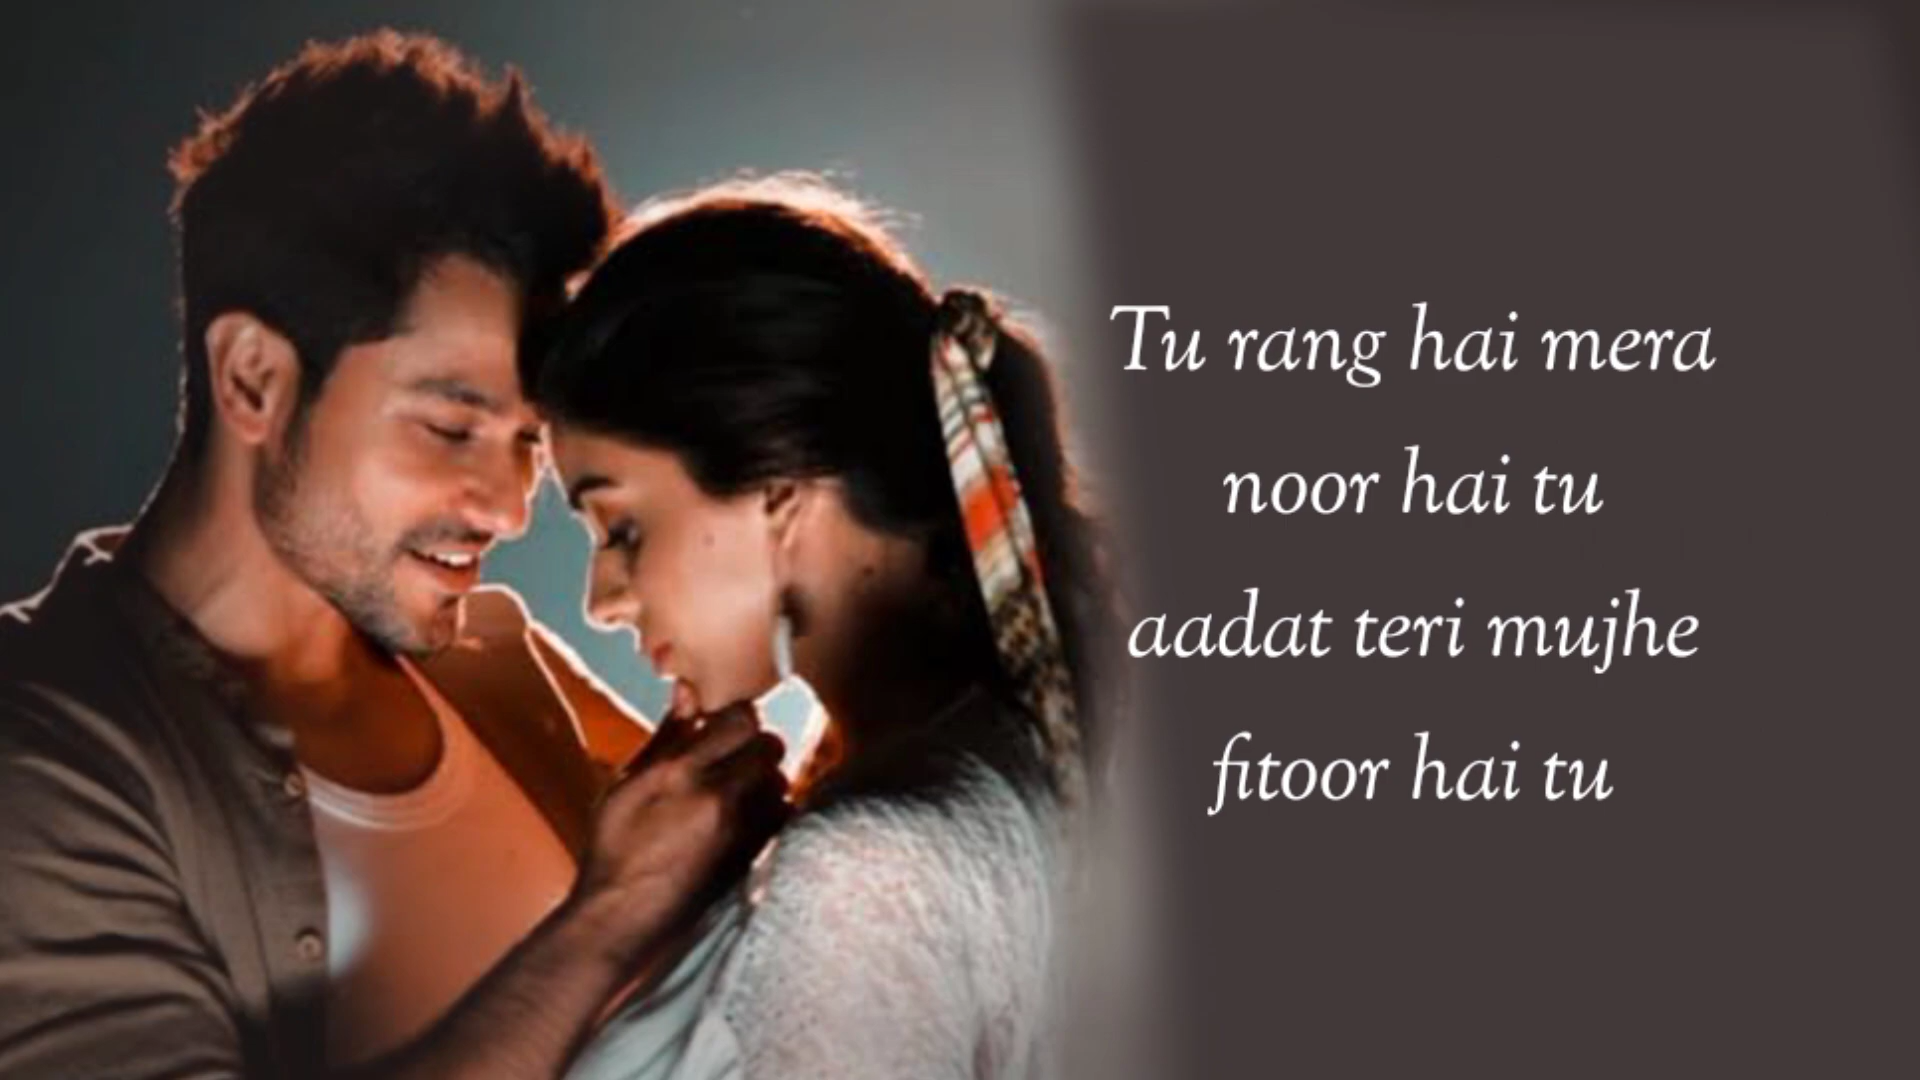 Tu rang hai mera
noor hai tu
aadat teri mujhe
fitoor hai tu